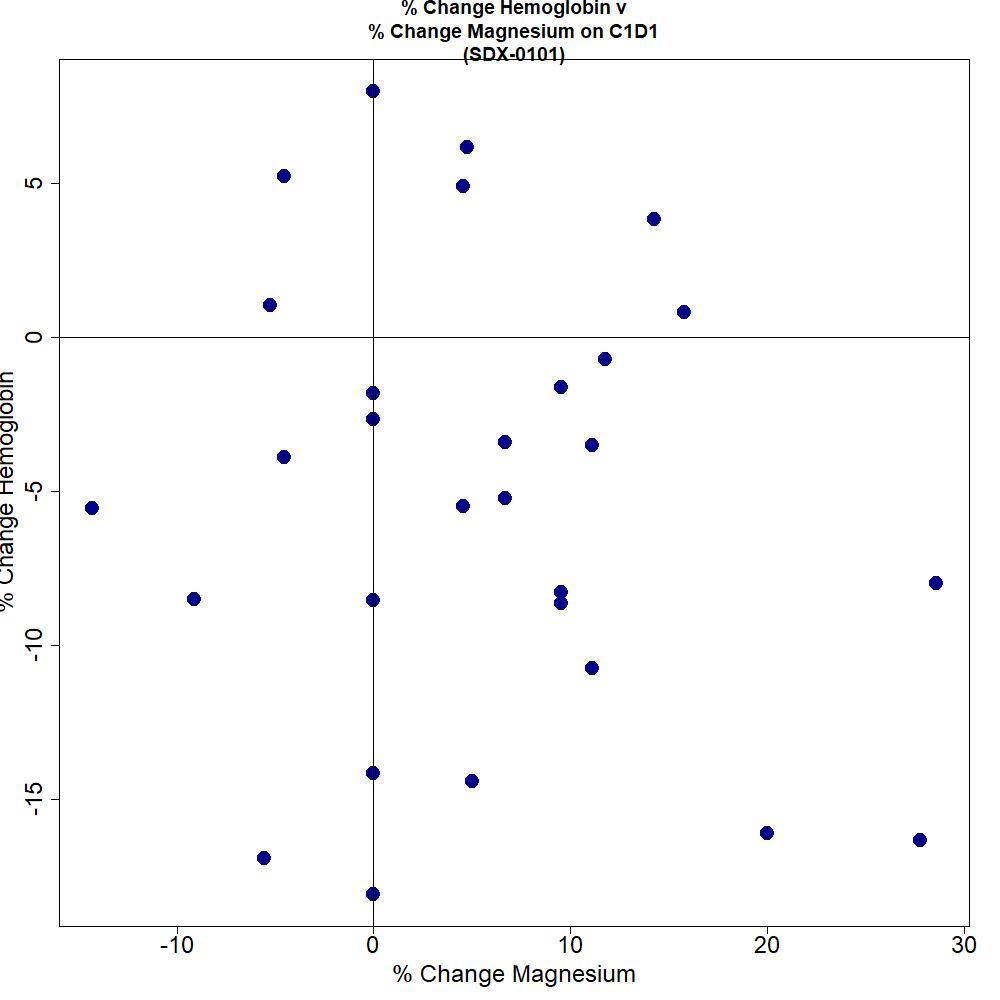 % Change Hemoglobin v
% Change Magnesium on C1D1
(SDX-0101)
% Change Hemoglobin
5
0
-5
-10
-15
-10
0
10
20
30
% Change Magnesium